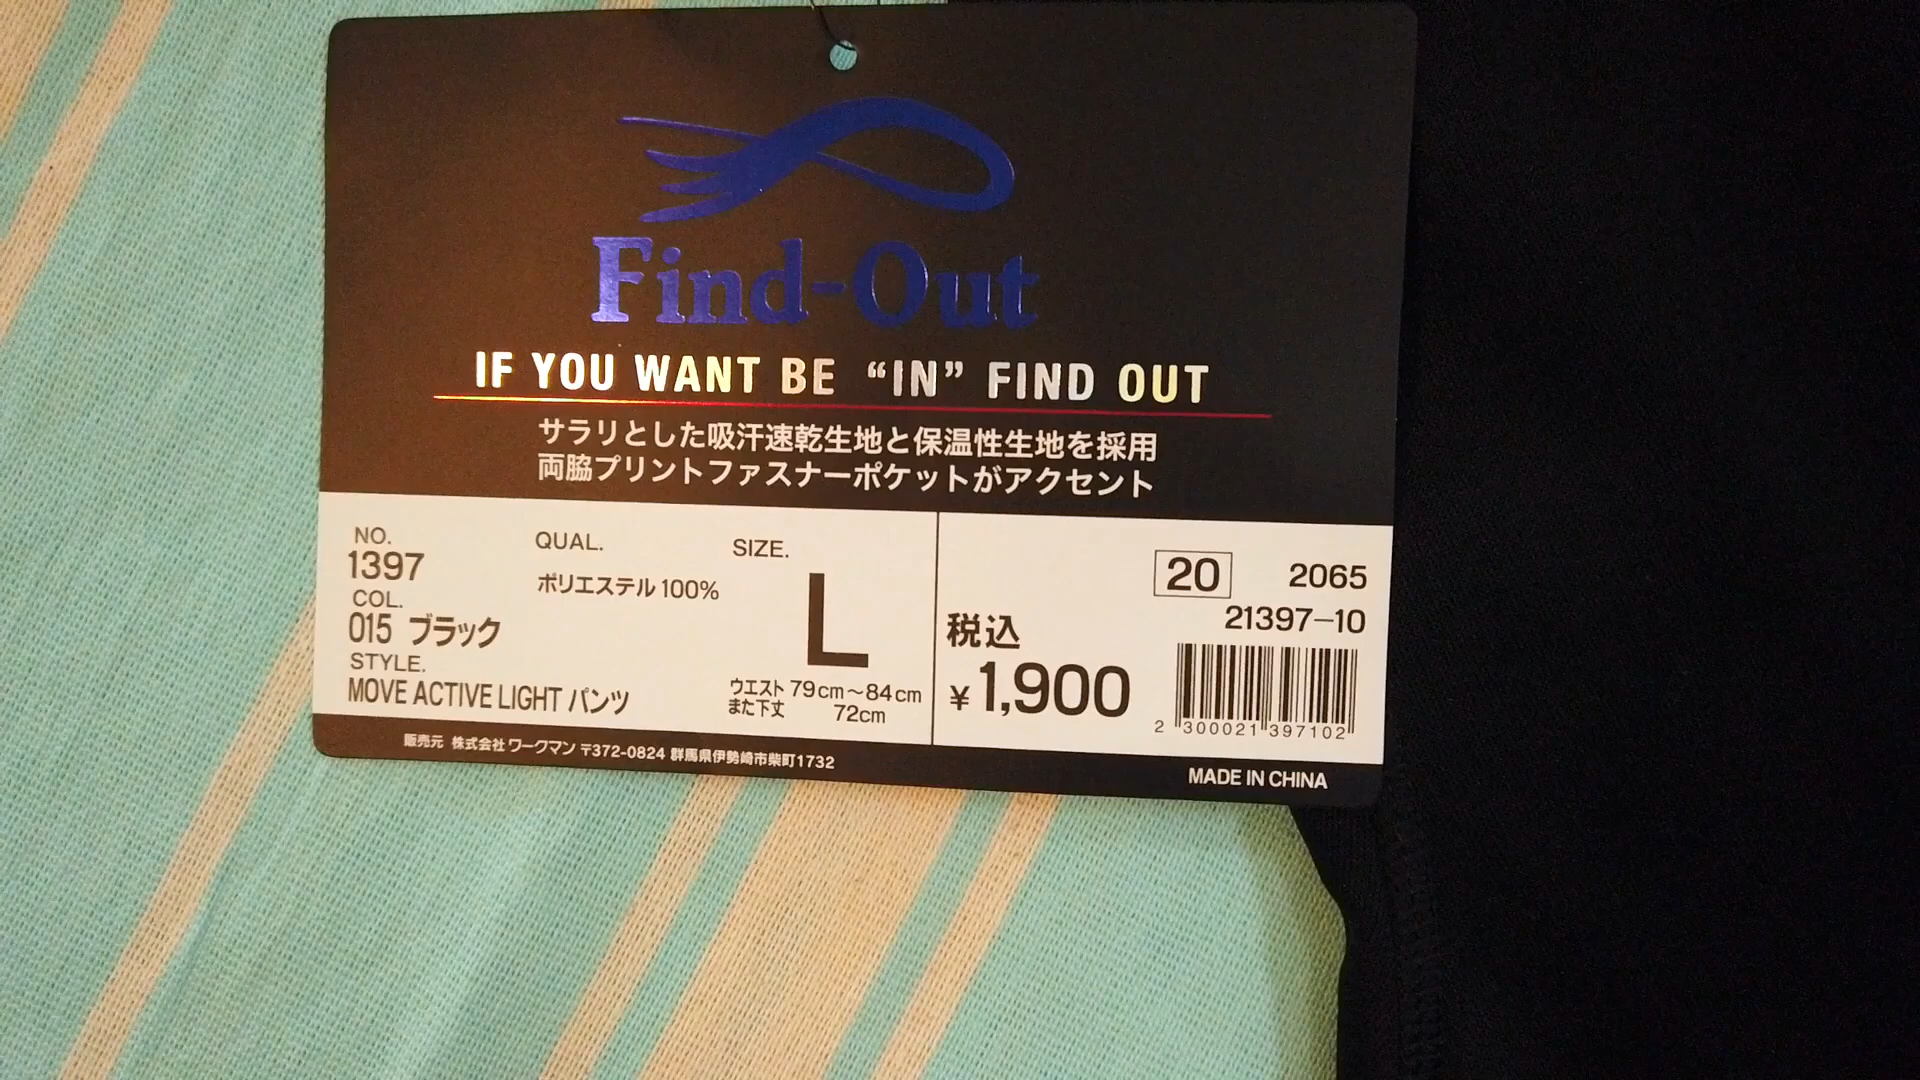 Find-Out
IF YOU WANT BE “IN” FIND OUT
サラリとした吸汗速乾生地と保温性生地を採用
両脇プリントファスナーポケットがアクセント
NO.
1397
COL.
015 ブラック
STYLE.
MOVE ACTIVE LIGHT パンツ
QUAL.
ポリエステル100%
SIZE.
L
ウエスト 79cm～84cm
また下丈 72cm
20 2065
21397-10
税込
¥1,900
2 300021 397102
販売元 株式会社 ワークマン 〒372-0824 群馬県伊勢崎市柴町1732
MADE IN CHINA